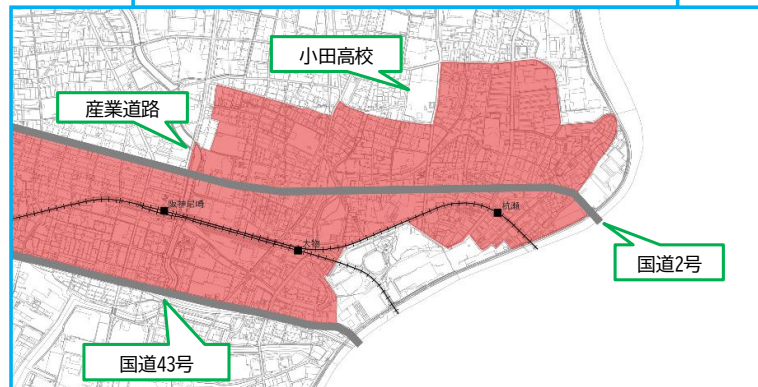 小田高校
産業道路
阪神尼崎
杭瀬
大物
国道2号
国道43号